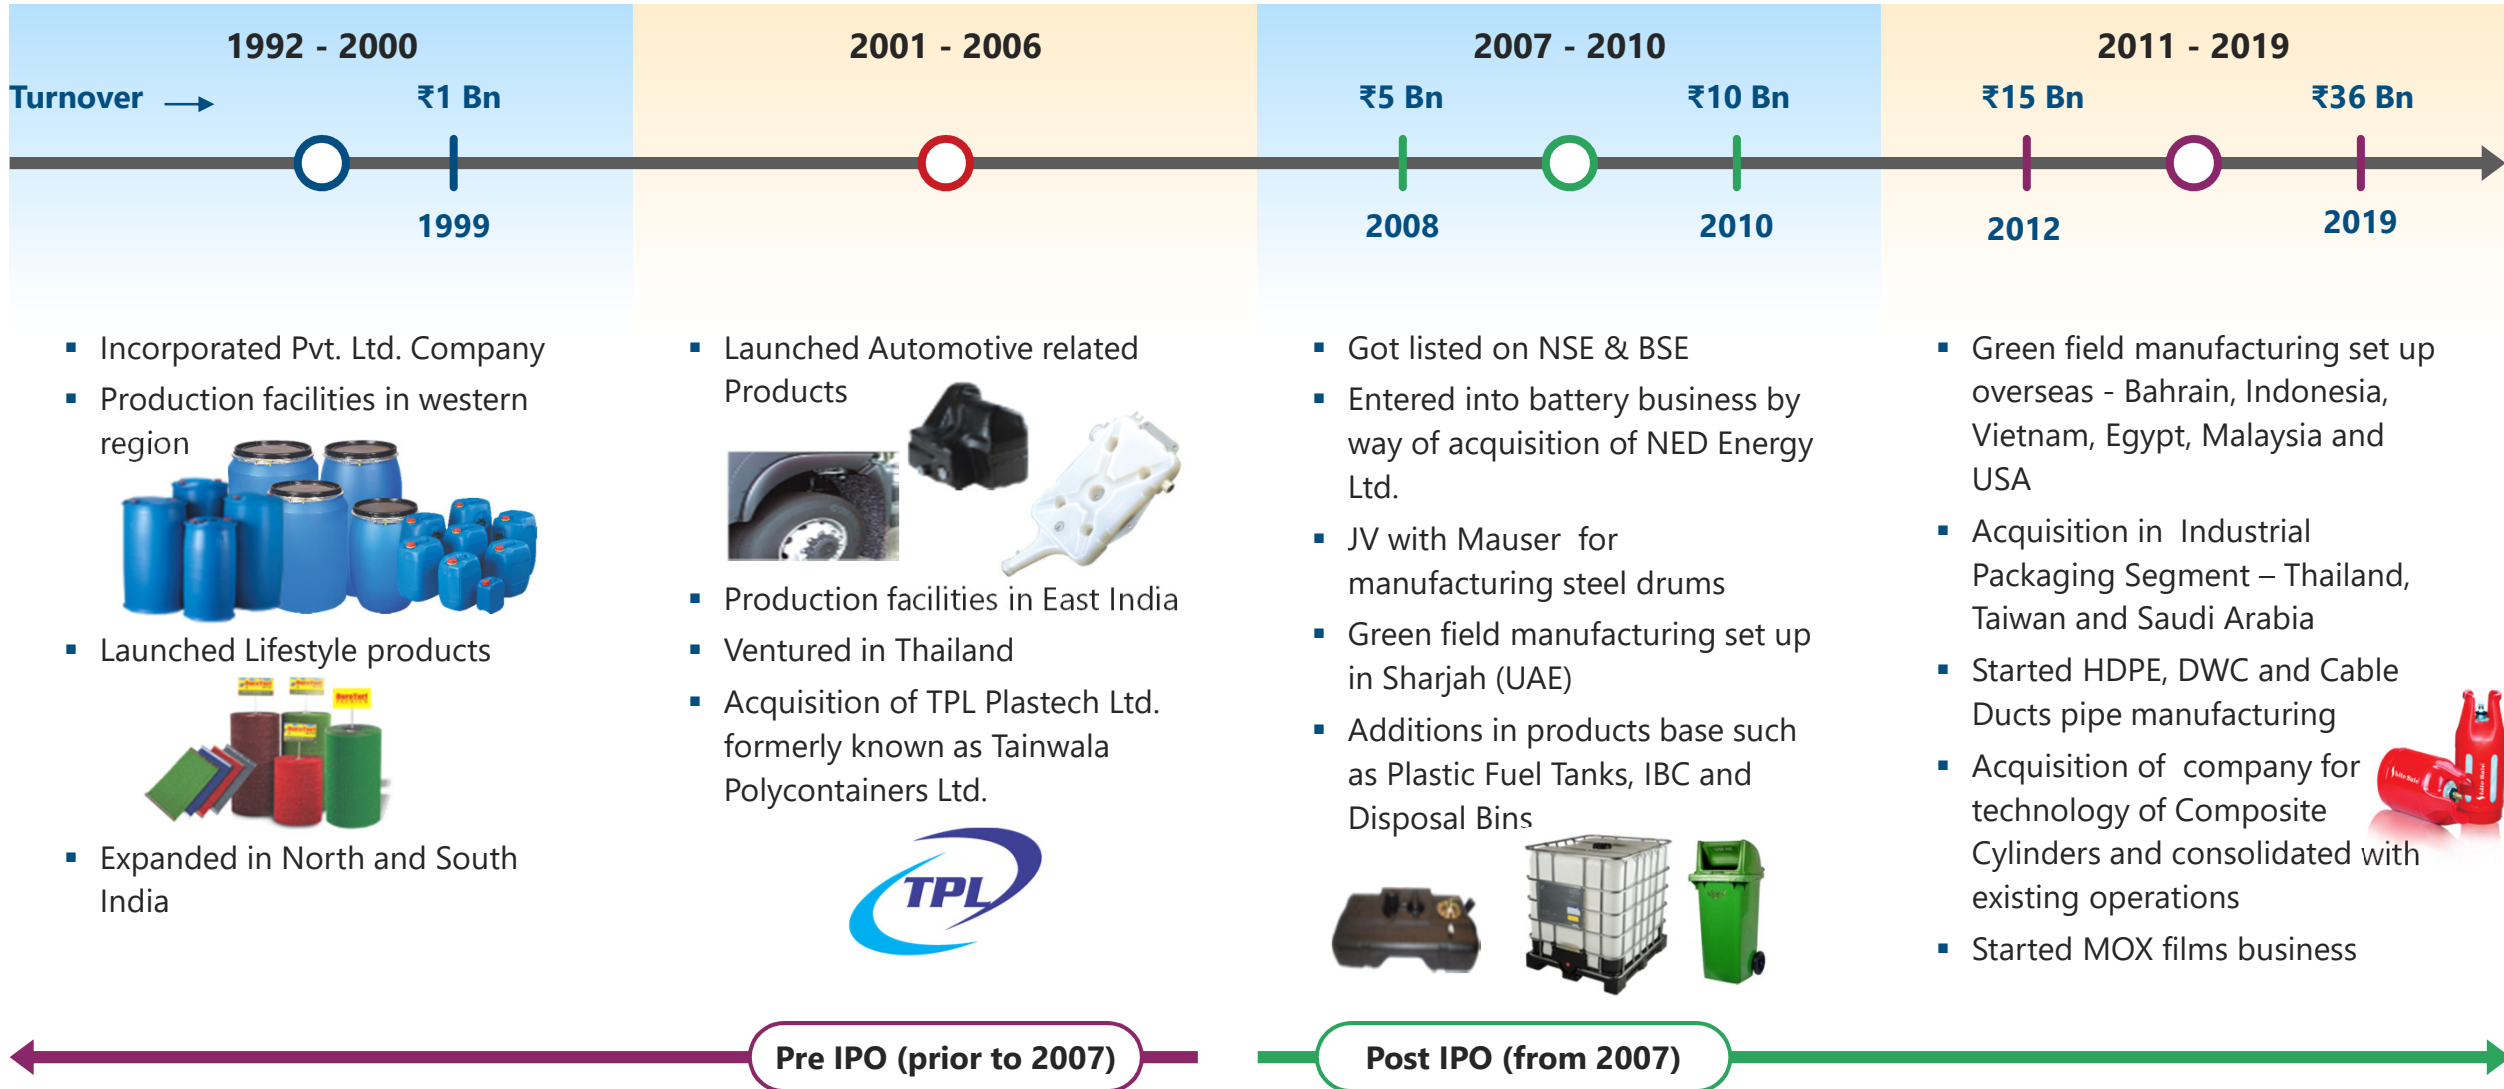 1992 - 2000
Turnover
₹1 Bn
1999
▪ Incorporated Pvt. Ltd. Company
▪ Production facilities in western
region
▪ Launched Lifestyle products
DuraTurf
▪ Expanded in North and South
India
2001 - 2006
▪ Launched Automotive related
Products
▪ Production facilities in East India
▪ Ventured in Thailand
▪ Acquisition of TPL Plastech Ltd.
formerly known as Tainwala
Polycontainers Ltd.
TPL
2007 - 2010
₹5 Bn
₹10 Bn
2008
2010
▪ Got listed on NSE & BSE
▪ Entered into battery business by
way of acquisition of NED Energy
Ltd.
▪ JV with Mauser for
manufacturing steel drums
▪ Green field manufacturing set up
in Sharjah (UAE)
▪ Additions in products base such
as Plastic Fuel Tanks, IBC and
Disposal Bins
2011 - 2019
₹15 Bn
₹36 Bn
2012
2019
▪ Green field manufacturing set up
overseas - Bahrain, Indonesia,
Vietnam, Egypt, Malaysia and
USA
▪ Acquisition in Industrial
Packaging Segment – Thailand,
Taiwan and Saudi Arabia
▪ Started HDPE, DWC and Cable
Ducts pipe manufacturing
▪ Acquisition of company for
technology of Composite
Cylinders and consolidated with
existing operations
▪ Started MOX films business
Pre IPO (prior to 2007)
Post IPO (from 2007)